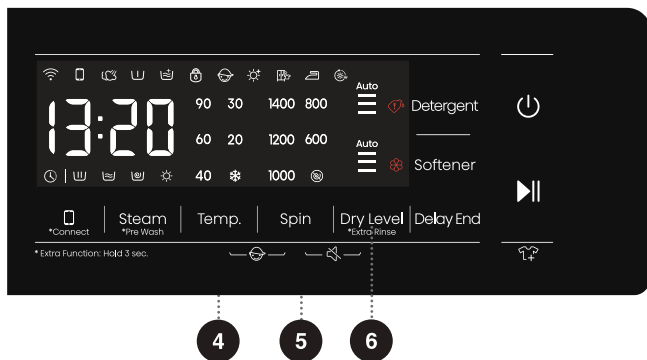 Auto
90 30 1400 800
13:20
Detergent
60 20 1200 600
Auto
Softener
40 1000
*Connect
Steam
*Pre Wash
Temp.
Spin
Dry Level
*Extra Rinse
Delay End
*Extra Function: Hold 3 sec.
4 5 6